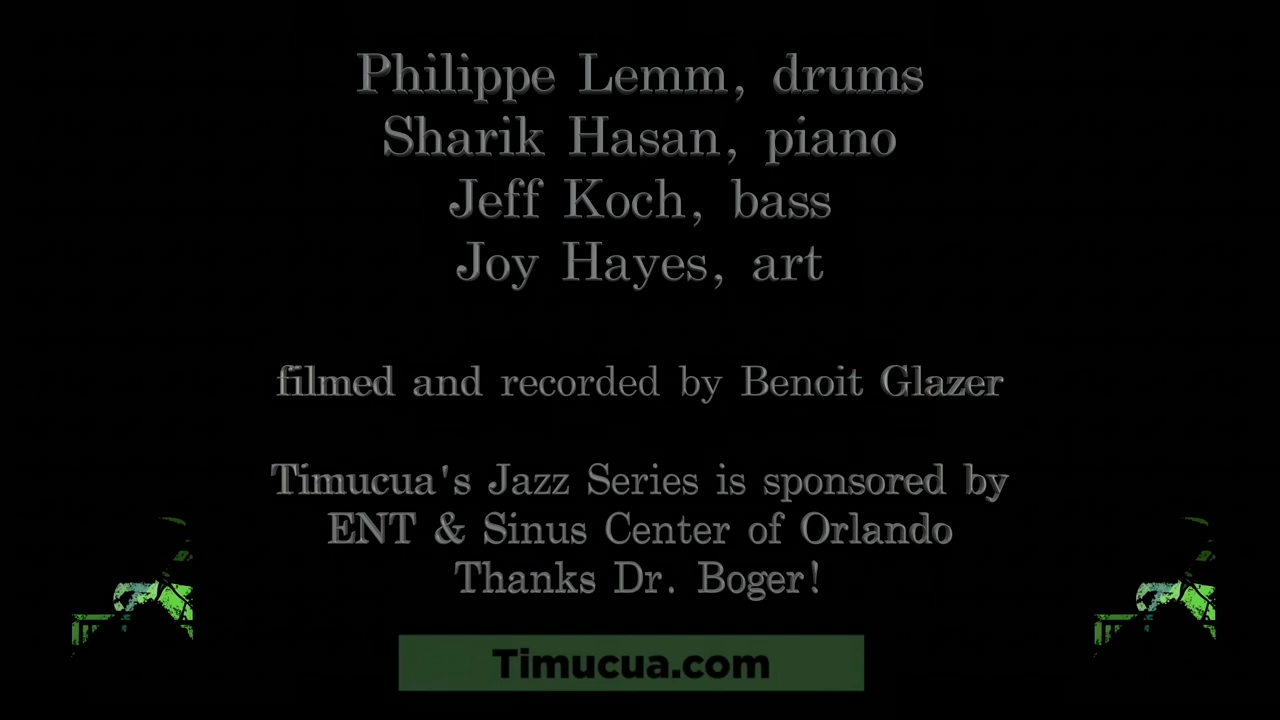 Philippe Lemm, drums
Sharik Hasan, piano
Jeff Koch, bass
Joy Hayes, art
filmed and recorded by Benoit Glazer
Timucua's Jazz Series is sponsored by
ENT & Sinus Center of Orlando
Thanks Dr. Boger!
Timucua.com